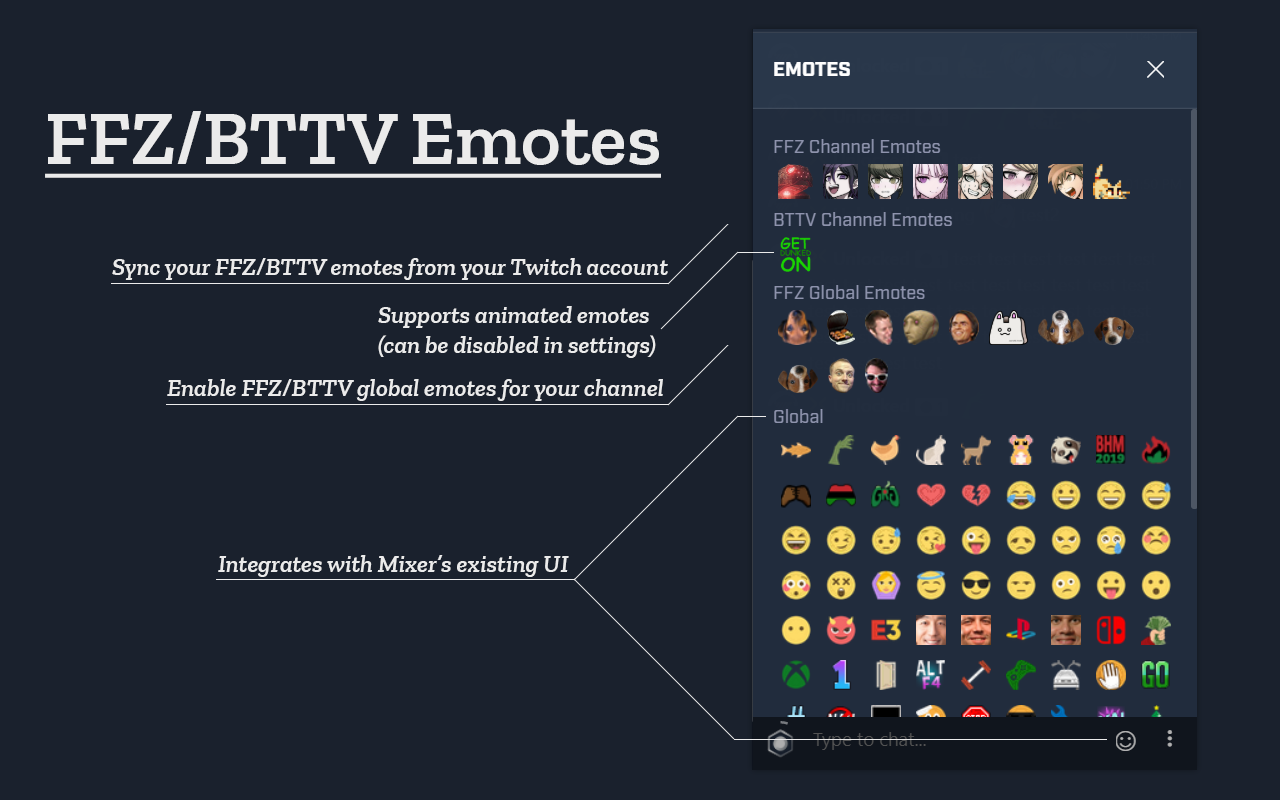 FFZ/BTTV Emotes
Sync your FFZ/BTTV emotes from your Twitch account
Supports animated emotes
(can be disabled in settings)
Enable FFZ/BTTV global emotes for your channel
Integrates with Mixer's existing UI
EMOTES
FFZ Channel Emotes
BTTV Channel Emotes
GET
DUNKED
ON
FFZ Global Emotes
Global
BHM
2019
E3
1
ALT
F4
GO
#
Type to chat...